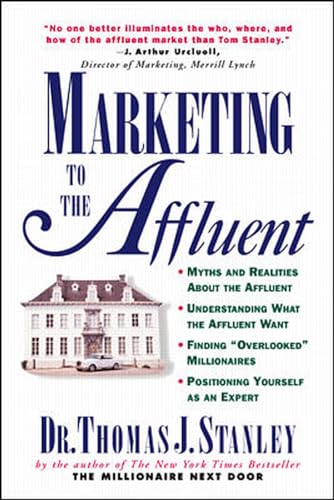 "No one better illuminates the who, where, and
how of the affluent market than Tom Stanley."
—J. Arthur Urciuoli,
Director of Marketing, Merrill Lynch
MARKETING
TO
THE
Affluent
• MYTHS AND REALITIES
ABOUT THE AFFLUENT
• UNDERSTANDING WHAT
THE AFFLUENT WANT
• FINDING "OVERLOOKED"
MILLIONAIRES
• POSITIONING YOURSELF
AS AN EXPERT
DR. THOMAS J. STANLEY
by the author of The New York Times Bestseller
THE MILLIONAIRE NEXT DOOR